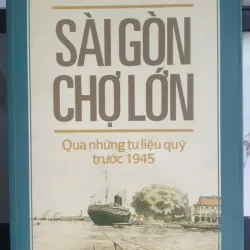 SÀI GÒN
CHỢ LỚN
Qua những tư liệu quý
trước 1945